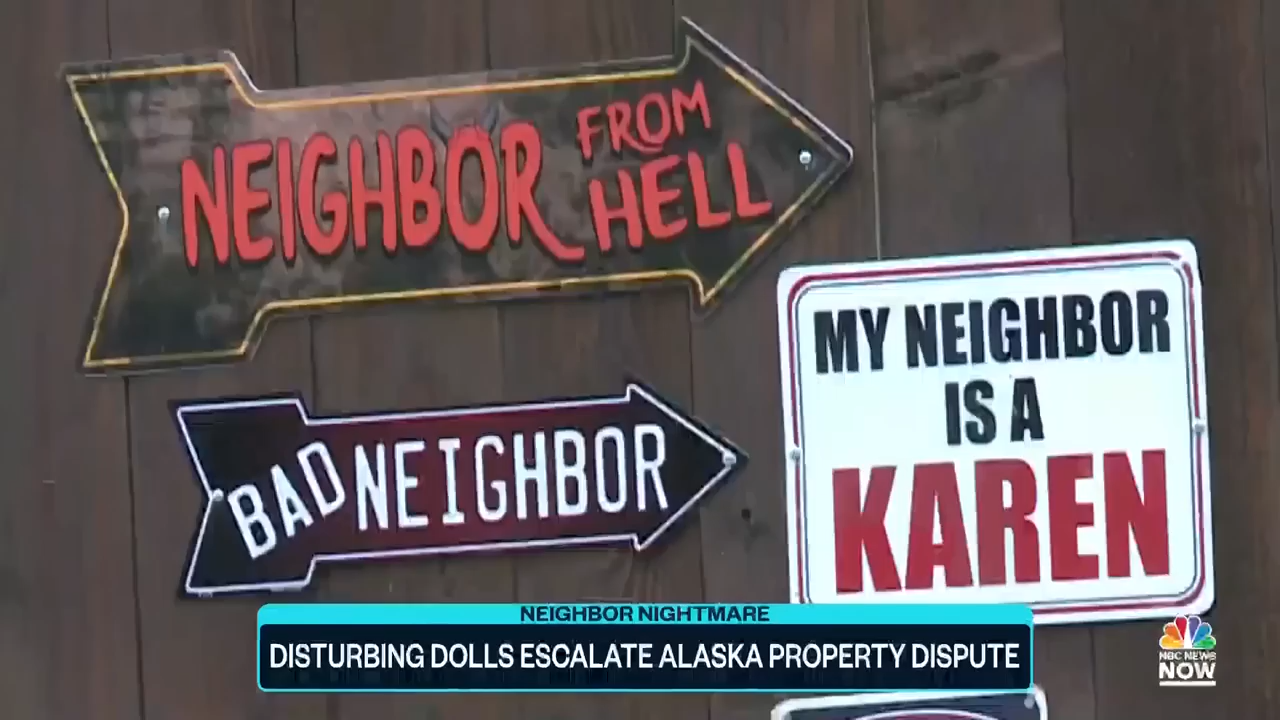 NEIGHBOR FROM
HELL
BAD NEIGHBOR
MY NEIGHBOR
IS A
KAREN
NEIGHBOR NIGHTMARE
DISTURBING DOLLS ESCALATE ALASKA PROPERTY DISPUTE
NBC NEWS
NOW